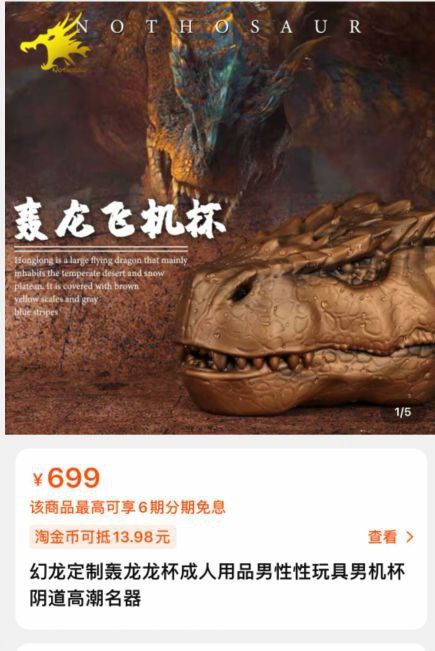 NOTHOSAUR
Nothosaur
轰龙飞机杯
Honglong is a large flying dragon that mainly
inhabits the temperate desert and snow
plateau. It is covered with brown
yellow scales and gray
blue stripes
1/5
¥699
该商品最高可享6期分期免息
淘金币可抵13.98元
查看 >
幻龙定制轰龙龙杯成人用品男性性玩具男机杯
阴道高潮名器